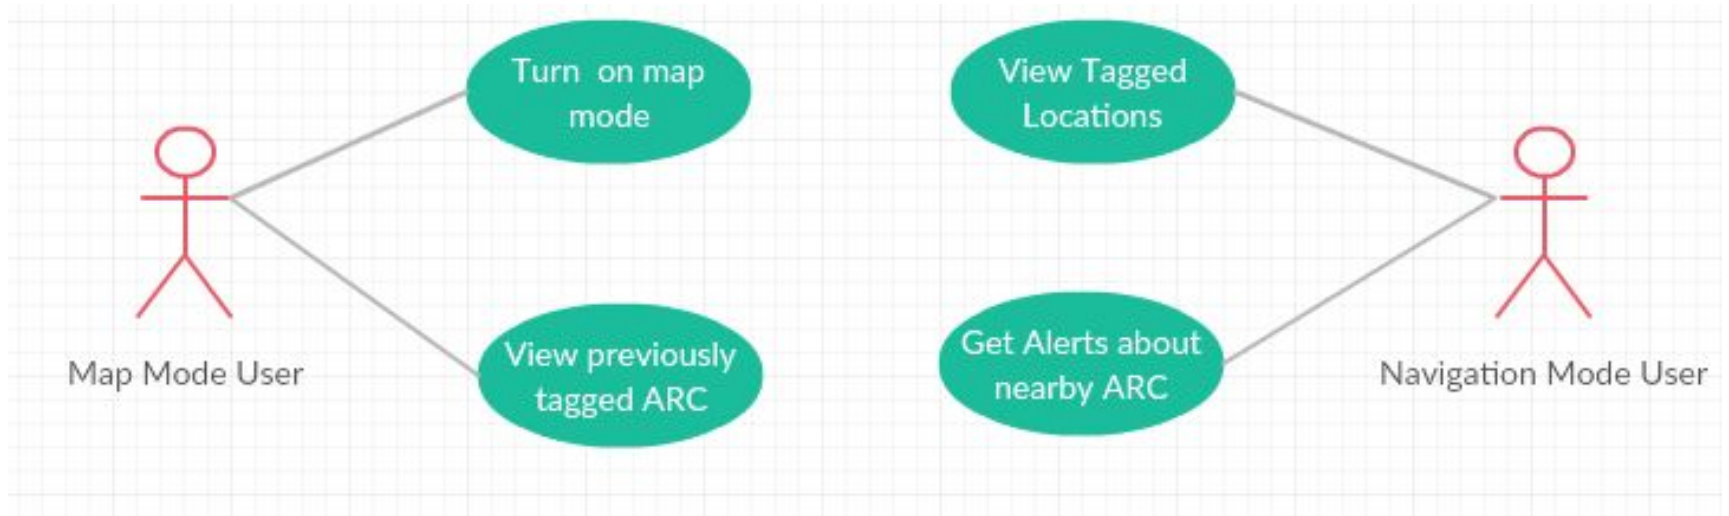 Turn  on map
mode
View Tagged
Locations
View previously
tagged ARC
Get Alerts about
nearby ARC
Map Mode User
Navigation Mode User